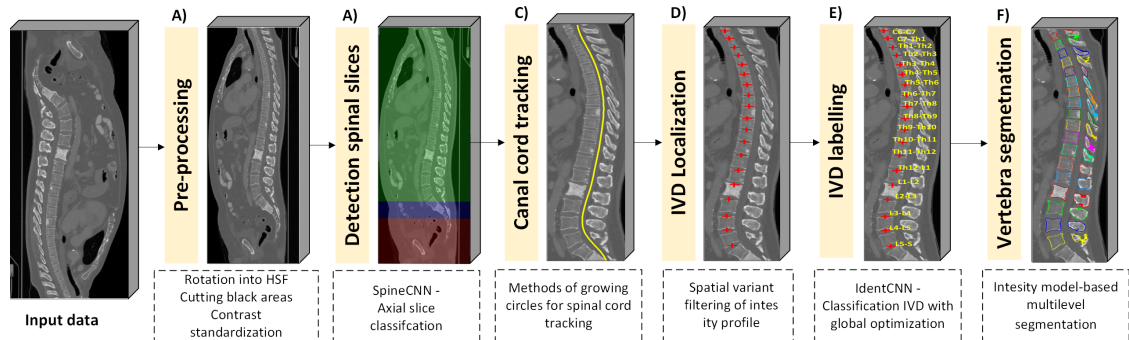 A)
A)
C)
D)
E)
F)
Input data
Pre-processing
Detection spinal slices
Canal cord tracking
IVD Localization
IVD labelling
Vertebra segmetnation
C6-C7
C7-Th1
Th1-Th2
Th2-Th3
Th3-Th4
Th4-Th5
Th5-Th6
Th6-Th7
Th7-Th8
Th8-Th9
Th9-Th10
Th10-Th11
Th11-Th12
Th12-L1
L1-L2
L2-L3
L3-L4
L4-L5
L5-S
Rotation into HSF
Cutting black areas
Contrast
standardization
SpineCNN -
Axial slice
classifcation
Methods of growing
circles for spinal cord
tracking
Spatial variant
filtering of intes
ity profile
IdentCNN -
Classification IVD with
global optimization
Intesity model-based
multilevel
segmentation